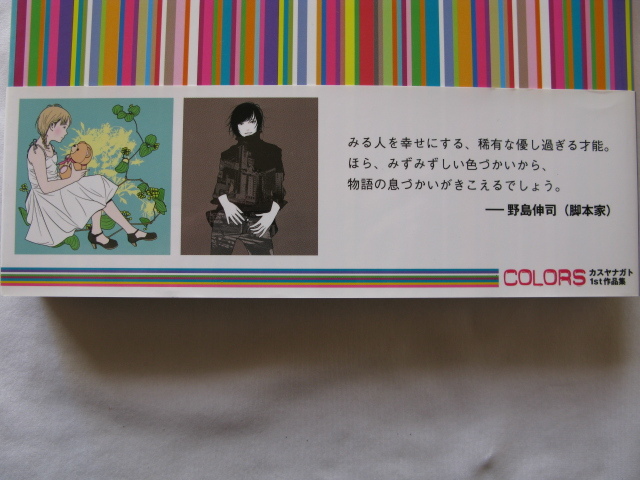 みる人を幸せにする、稀有な優し過ぎる才能。
ほら、みずみずしい色づかいから、
物語の息づかいがきこえるでしょう。
── 野島伸司（脚本家）
COLORS カスヤナガト
1st作品集